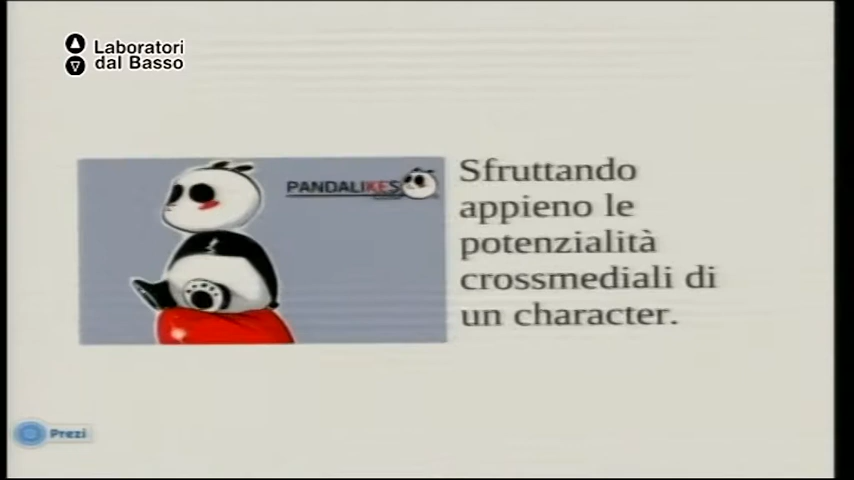 Laboratori
dal Basso
PANDALIKES
Sfruttando
appieno le
potenzialità
crossmediali di
un character.
Prezi